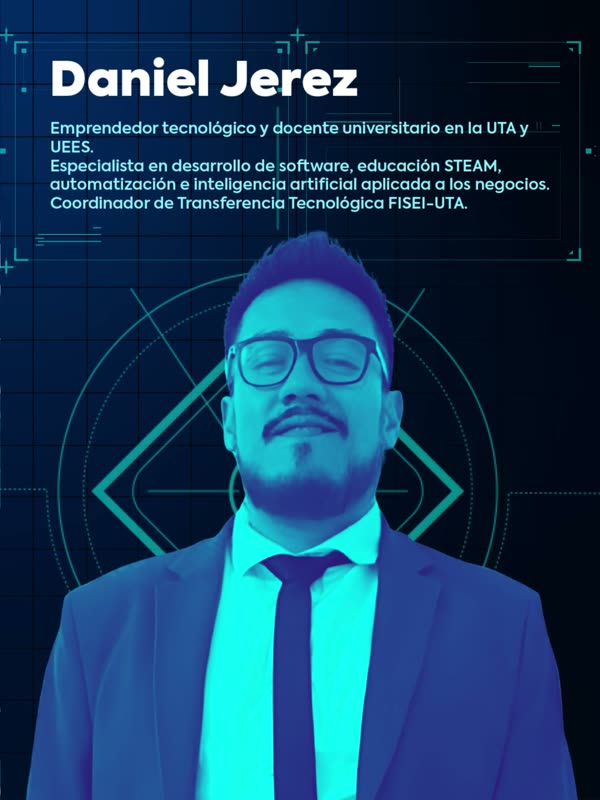 Daniel Jerez
Emprendedor tecnológico y docente universitario en la UTA y
UEES.
Especialista en desarrollo de software, educación STEAM,
automatización e inteligencia artificial aplicada a los negocios.
Coordinador de Transferencia Tecnológica FISEI-UTA.